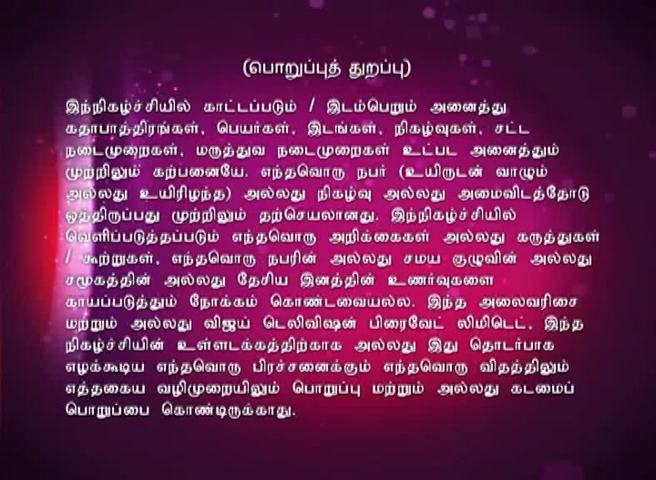 (பொறுப்புத் துறப்பு)
இந்நிகழ்ச்சியில் காட்டப்படும் / இடம்பெறும் அனைத்து
கதாபாத்திரங்கள், பெயர்கள், இடங்கள், நிகழ்வுகள், சட்ட
நடைமுறைகள், மருத்துவ நடைமுறைகள் உட்பட அனைத்தும்
முற்றிலும் கற்பனையே. எந்தவொரு நபர் (உயிருடன் வாழும்
அல்லது உயிரிழந்த) அல்லது நிகழ்வு அல்லது அமைவிடத்தோடு
ஒத்திருப்பது முற்றிலும் தற்செயலானது. இந்நிகழ்ச்சியில்
வெளிப்படுத்தப்படும் எந்தவொரு அறிக்கைகள் அல்லது கருத்துகள்
/ கூற்றுகள், எந்தவொரு நபரின் அல்லது சமய குழுவின் அல்லது
சமூகத்தின் அல்லது தேசிய இனத்தின் உணர்வுகளை
காயப்படுத்தும் நோக்கம் கொண்டவையல்ல. இந்த அலைவரிசை
மற்றும் அல்லது விஜய் டெலிவிஷன் பிரைவேட் லிமிடெட், இந்த
நிகழ்ச்சியின் உள்ளடக்கத்திற்காக அல்லது இது தொடர்பாக
எழக்கூடிய எந்தவொரு பிரச்சனைக்கும் எந்தவொரு விதத்திலும்
எத்தகைய வழிமுறையிலும் பொறுப்பு மற்றும் அல்லது கடமைப்
பொறுப்பை கொண்டிருக்காது.